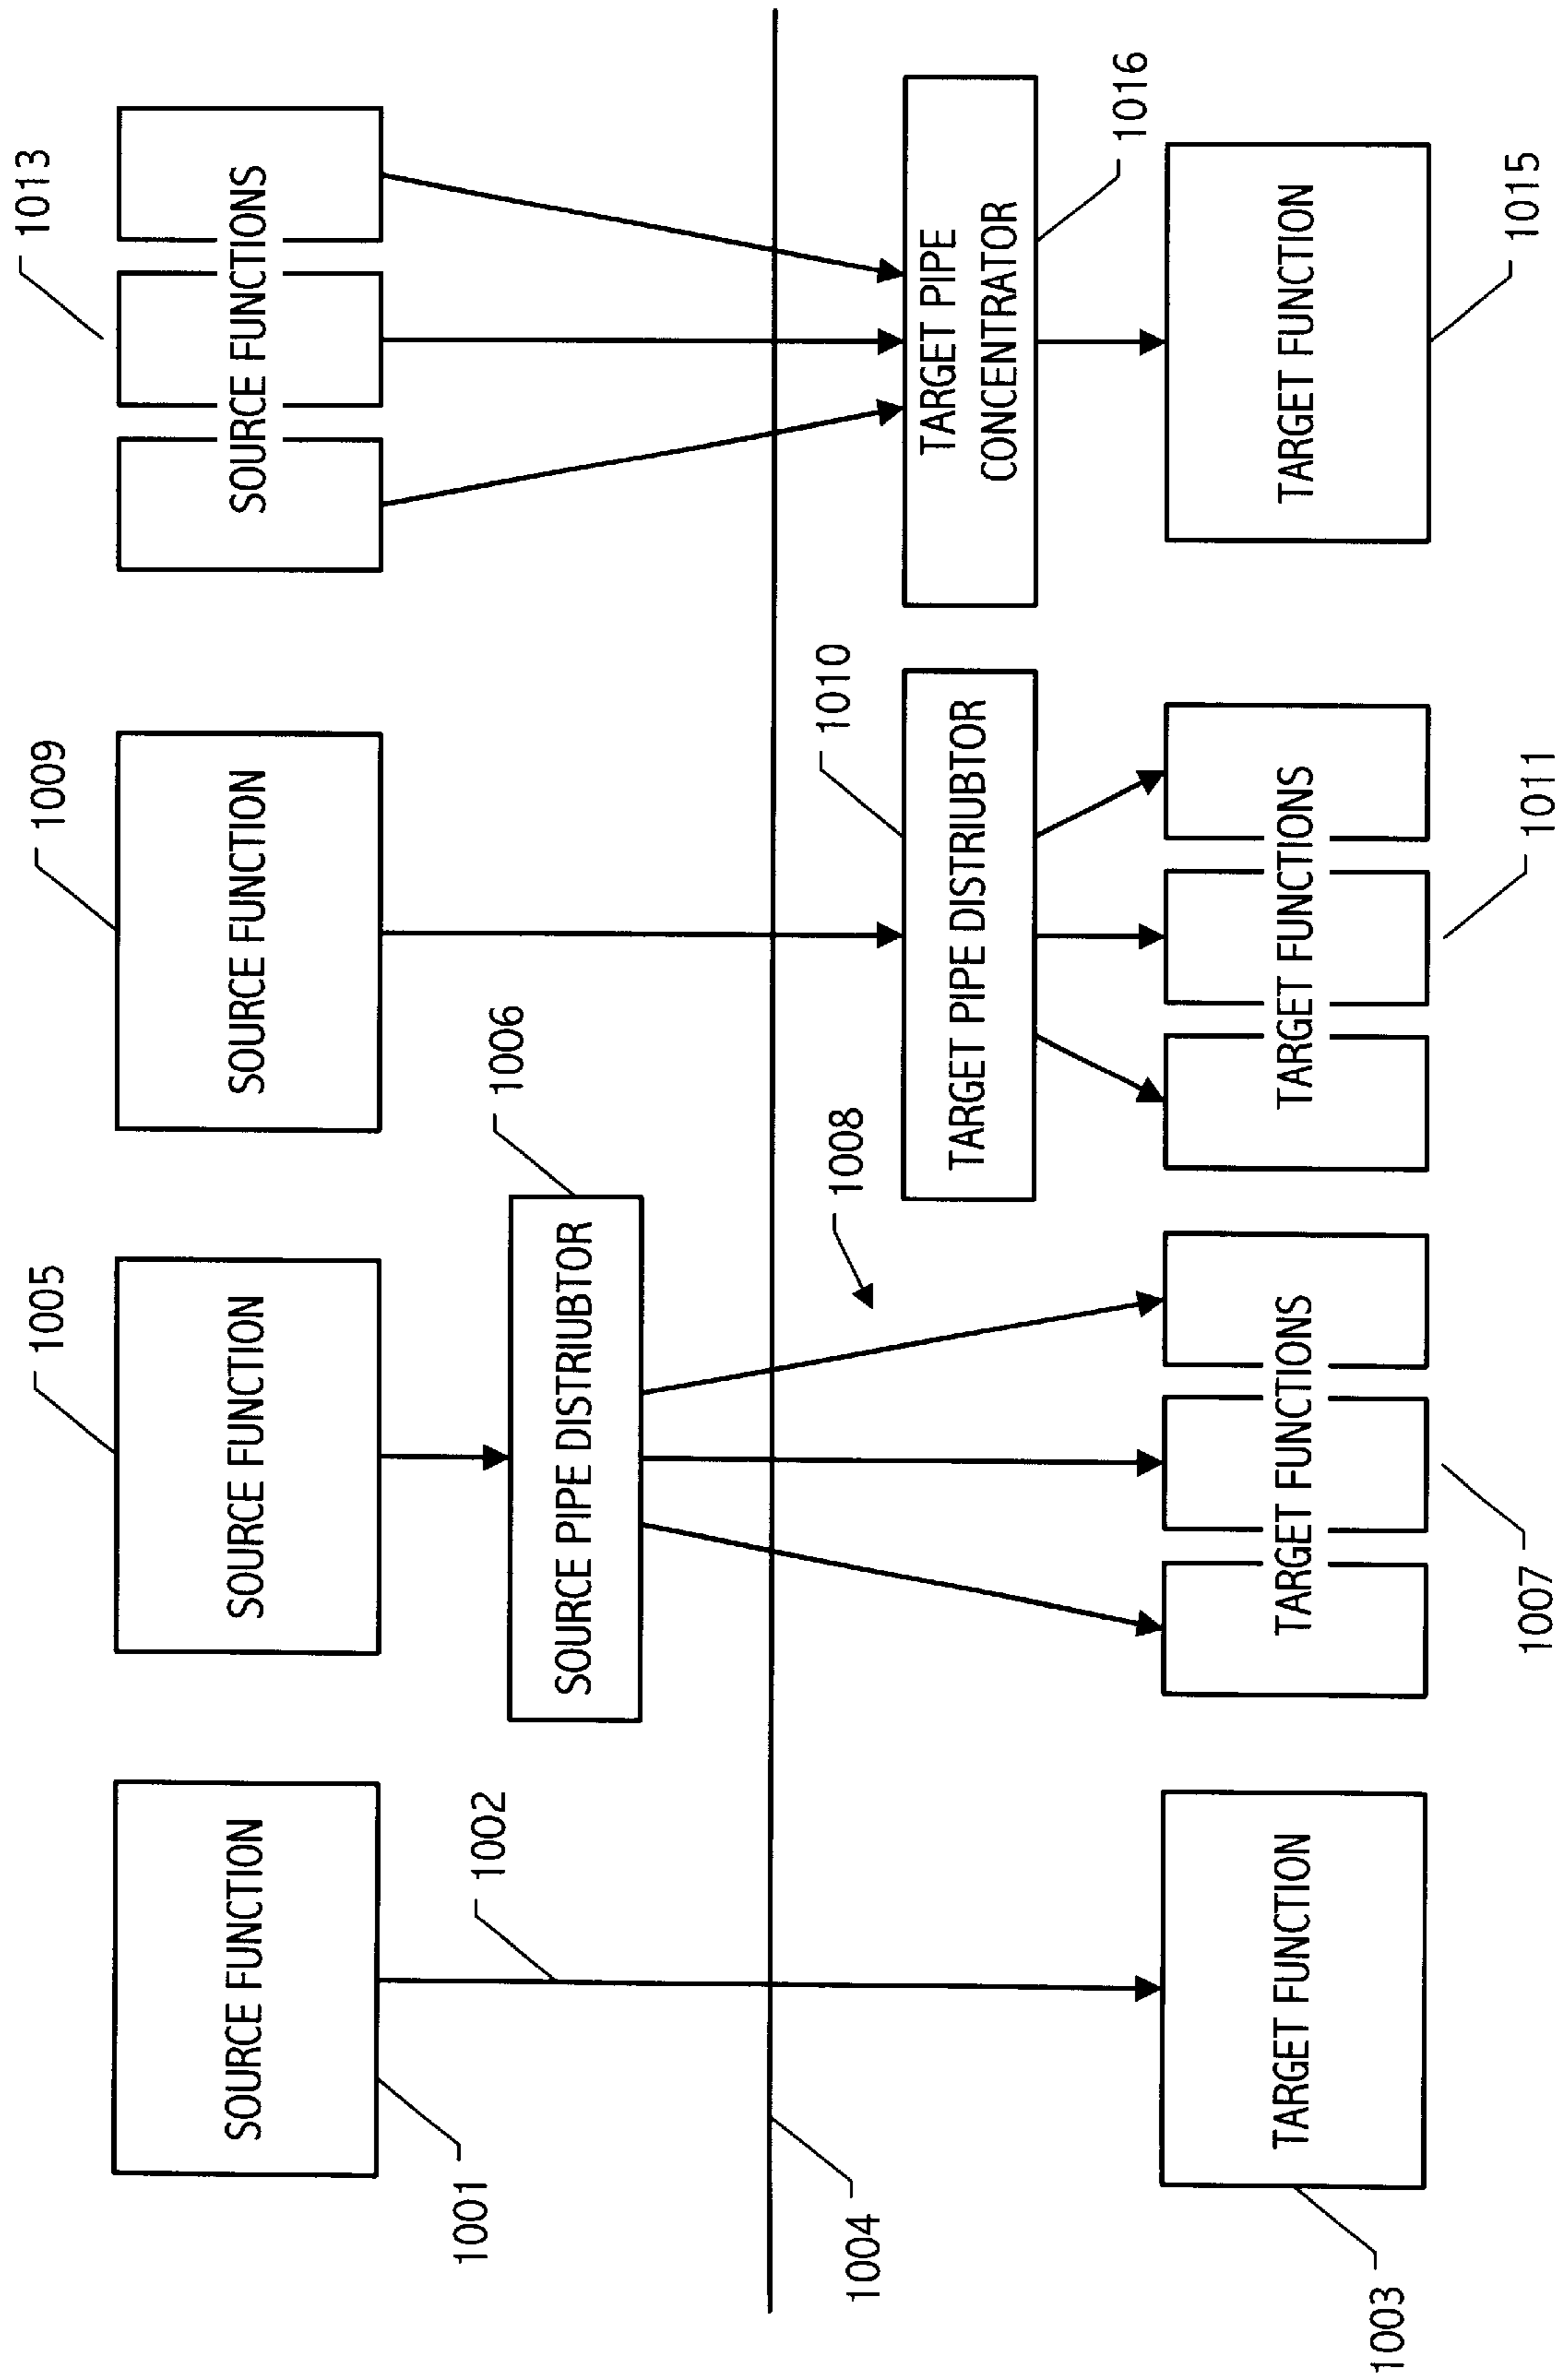 1005
1009
1013
SOURCE FUNCTION
SOURCE FUNCTION
SOURCE FUNCTION
SOURCE FUNCTIONS
1001
1002
1006
SOURCE PIPE DISTRIUBTOR
1004
1008
1010
TARGET PIPE DISTRIUBTOR
TARGET PIPE
CONCENTRATOR
1016
TARGET FUNCTION
TARGET FUNCTIONS
TARGET FUNCTIONS
TARGET FUNCTION
1003
1007
1011
1015